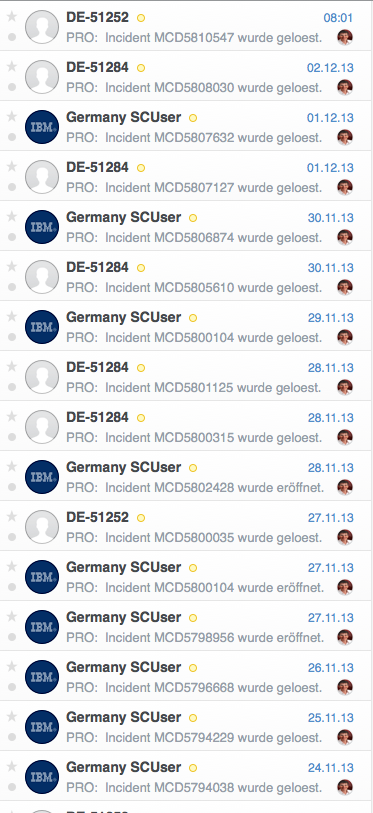 DE-51252 08:01
PRO: Incident MCD5810547 wurde geloest.
DE-51284 02.12.13
PRO: Incident MCD5808030 wurde geloest.
IBM Germany SCUser 01.12.13
PRO: Incident MCD5807632 wurde geloest.
DE-51284 01.12.13
PRO: Incident MCD5807127 wurde geloest.
IBM Germany SCUser 30.11.13
PRO: Incident MCD5806874 wurde geloest.
DE-51284 30.11.13
PRO: Incident MCD5805610 wurde geloest.
IBM Germany SCUser 29.11.13
PRO: Incident MCD5800104 wurde geloest.
DE-51284 28.11.13
PRO: Incident MCD5801125 wurde geloest.
DE-51284 28.11.13
PRO: Incident MCD5800315 wurde geloest.
IBM Germany SCUser 28.11.13
PRO: Incident MCD5802428 wurde eröffnet.
DE-51252 27.11.13
PRO: Incident MCD5800035 wurde geloest.
IBM Germany SCUser 27.11.13
PRO: Incident MCD5800104 wurde eröffnet.
IBM Germany SCUser 27.11.13
PRO: Incident MCD5798956 wurde eröffnet.
IBM Germany SCUser 26.11.13
PRO: Incident MCD5796668 wurde geloest.
IBM Germany SCUser 25.11.13
PRO: Incident MCD5794229 wurde geloest.
IBM Germany SCUser 24.11.13
PRO: Incident MCD5794038 wurde geloest.